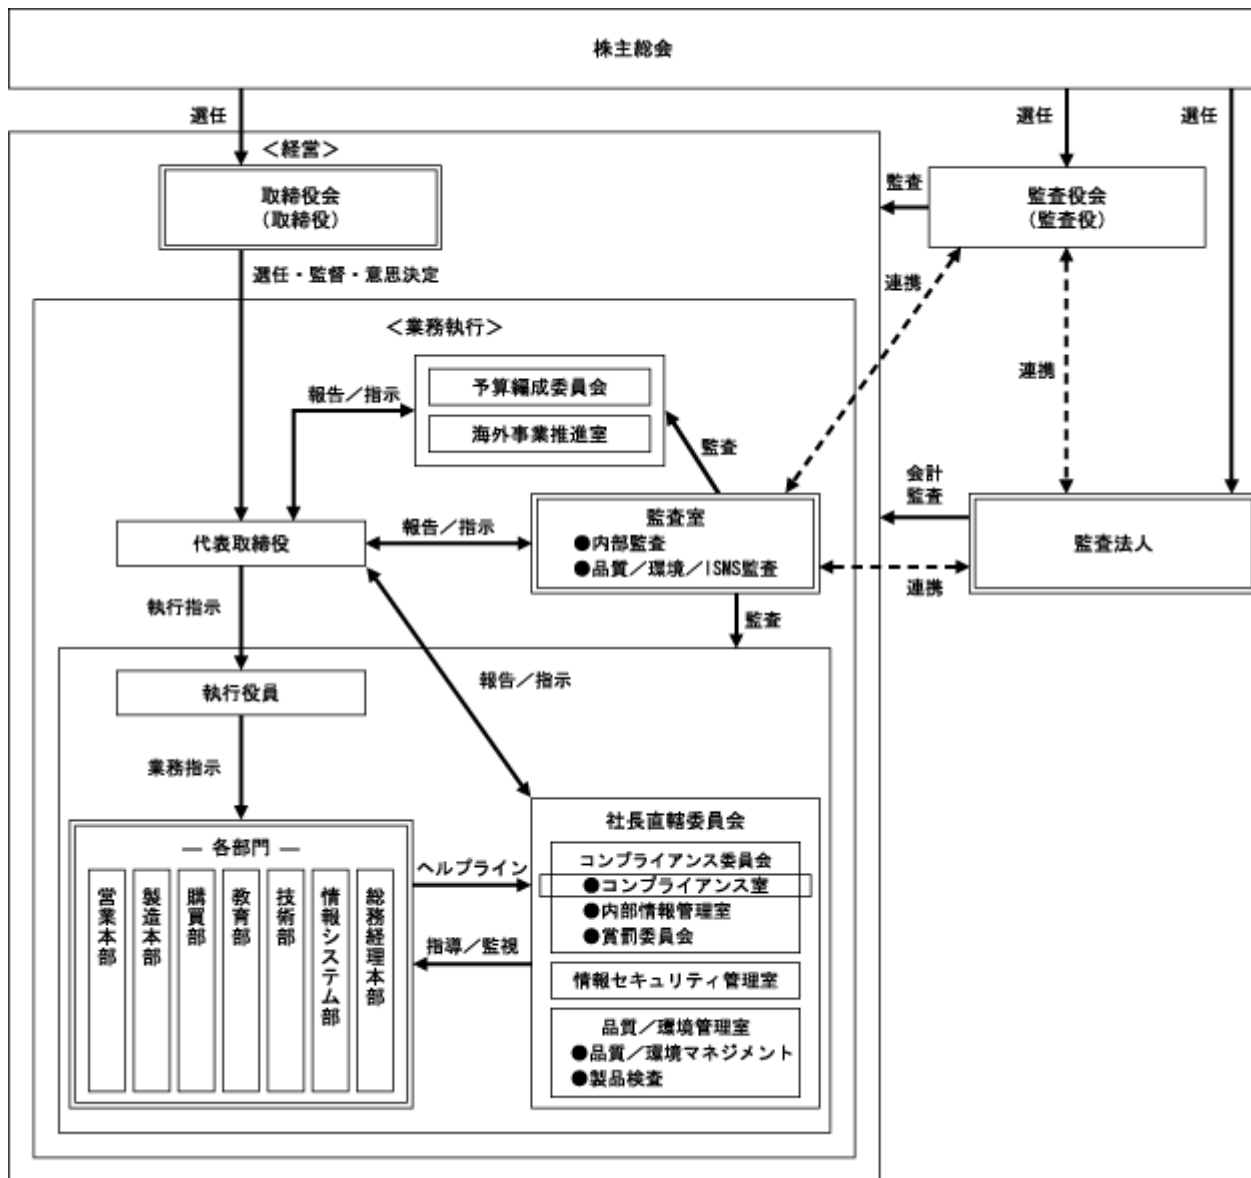 株主総会
選任
選任
選任
＜経営＞
取締役会
(取締役)
監査
監査役会
(監査役)
選任・監督・意思決定
連携
＜業務執行＞
報告／指示
予算編成委員会
海外事業推進室
連携
監査
会計
監査
代表取締役
報告／指示
監査室
●内部監査
●品質／環境／ISMS監査
監査法人
連携
執行指示
監査
執行役員
報告／指示
業務指示
社長直轄委員会
― 各部門 ―
営業本部
製造本部
購買部
教育部
技術部
情報システム部
総務経理本部
ヘルプライン
指導／監視
コンプライアンス委員会
●コンプライアンス室
●内部情報管理室
●賞罰委員会
情報セキュリティ管理室
品質／環境管理室
●品質／環境マネジメント
●製品検査